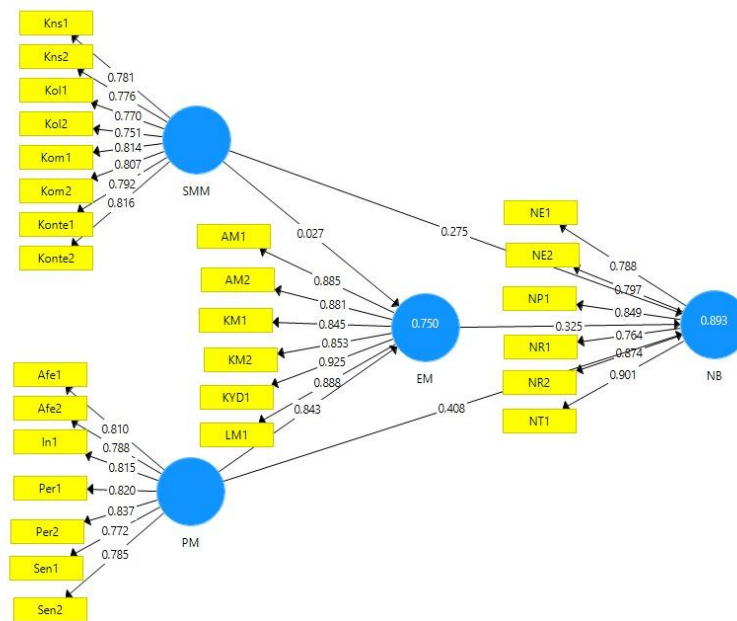 Kns1
Kns2
Kol1
Kol2
Kom1
Kom2
Konte1
Konte2
0.781
0.776
0.770
0.751
0.814
0.807
0.792
0.816
SMM
0.027
0.275
AM1
AM2
KM1
KM2
KYD1
LM1
0.885
0.881
0.845
0.853
0.925
0.888
0.843
0.750
EM
0.325
0.408
NE1
NE2
NP1
NR1
NR2
NT1
0.788
0.797
0.849
0.764
0.874
0.901
0.893
NB
Afe1
Afe2
In1
Per1
Per2
Sen1
Sen2
0.810
0.788
0.815
0.820
0.837
0.772
0.785
PM